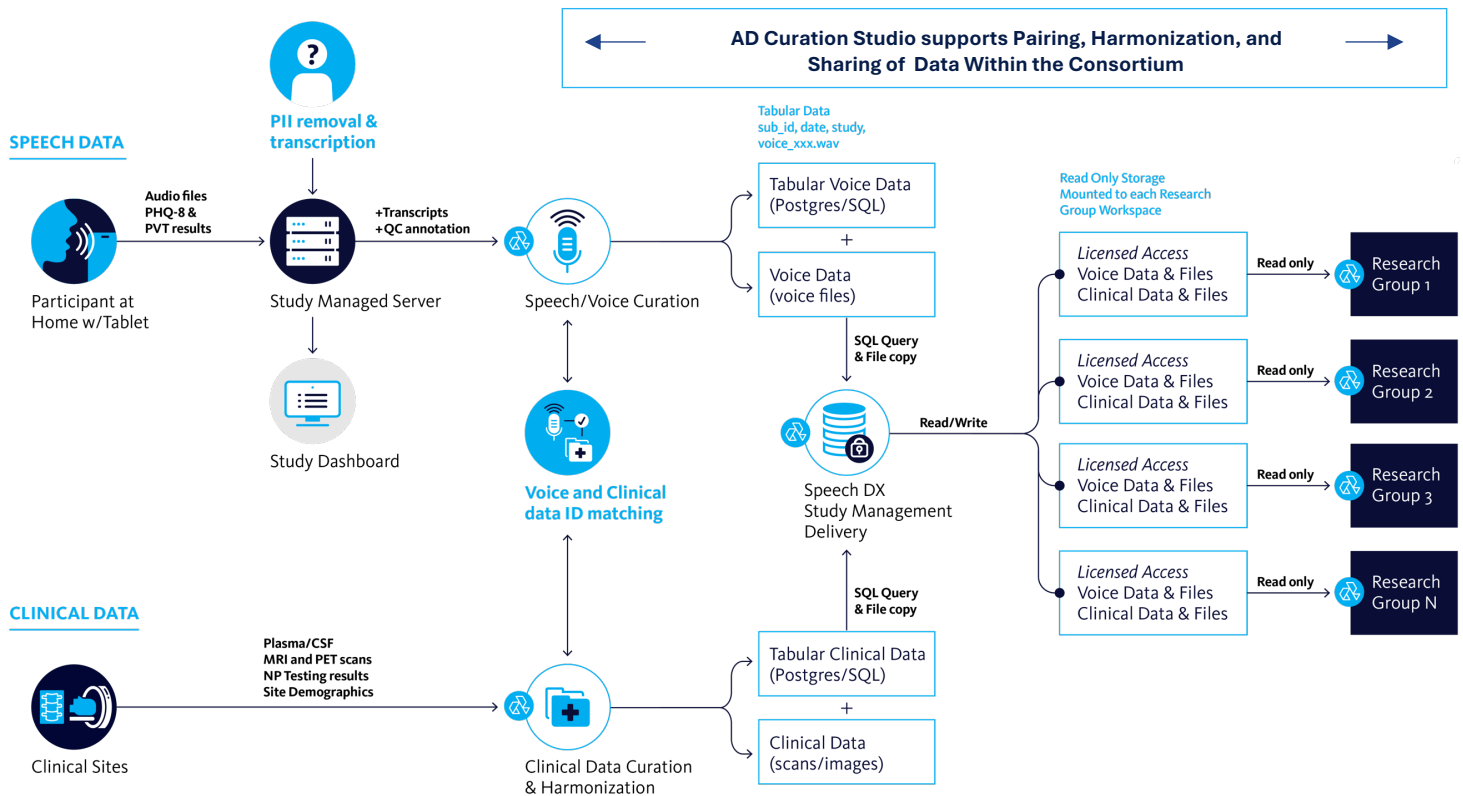 AD Curation Studio supports Pairing, Harmonization, and
Sharing of Data Within the Consortium
?
PII removal &
transcription
SPEECH DATA
Audio files
PHQ-8 &
PVT results
Participant at
Home w/Tablet
Study Managed Server
+Transcripts
+QC annotation
Study Dashboard
Speech/Voice Curation
Tabular Data
sub_id, date, study,
voice_xxx.wav
Tabular Voice Data
(Postgres/SQL)
+
Voice Data
(voice files)
SQL Query
& File copy
Voice and Clinical
data ID matching
Speech DX
Study Management
Delivery
Read/Write
SQL Query
& File copy
CLINICAL DATA
Plasma/CSF
MRI and PET scans
NP Testing results
Site Demographics
Clinical Sites
Clinical Data Curation
& Harmonization
Tabular Clinical Data
(Postgres/SQL)
+
Clinical Data
(scans/images)
Read Only Storage
Mounted to each Research
Group Workspace
Licensed Access
Voice Data & Files
Clinical Data & Files
Read only
Research
Group 1
Licensed Access
Voice Data & Files
Clinical Data & Files
Read only
Research
Group 2
Licensed Access
Voice Data & Files
Clinical Data & Files
Read only
Research
Group 3
Licensed Access
Voice Data & Files
Clinical Data & Files
Read only
Research
Group N